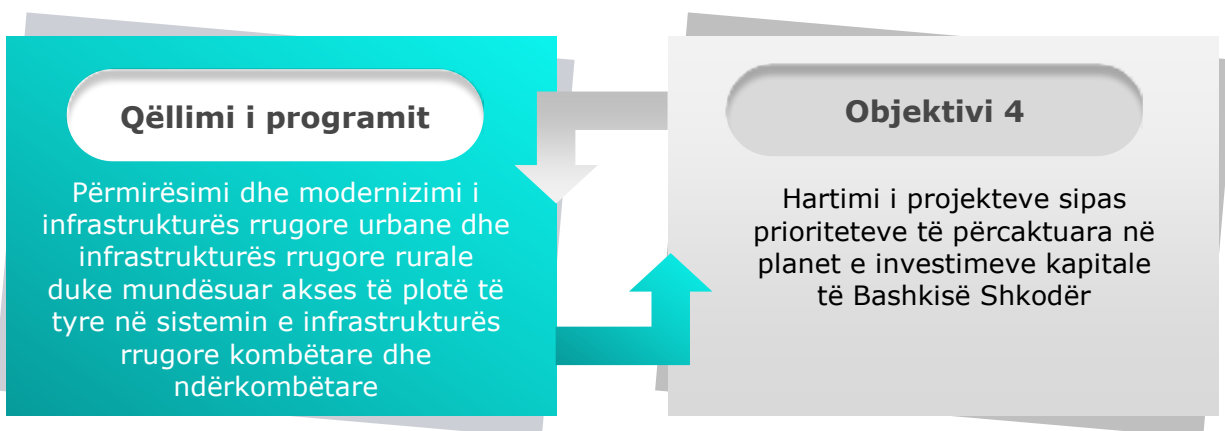 Qëllimi i programit
Përmirësimi dhe modernizimi i
infrastrukturës rrugore urbane dhe
infrastrukturës rrugore rurale
duke mundësuar akses të plotë të
tyre në sistemin e infrastrukturës
rrugore kombëtare dhe
ndërkombëtare
Objektivi 4
Hartimi i projekteve sipas
prioriteteve të përcaktuara në
planet e investimeve kapitale
të Bashkisë Shkodër